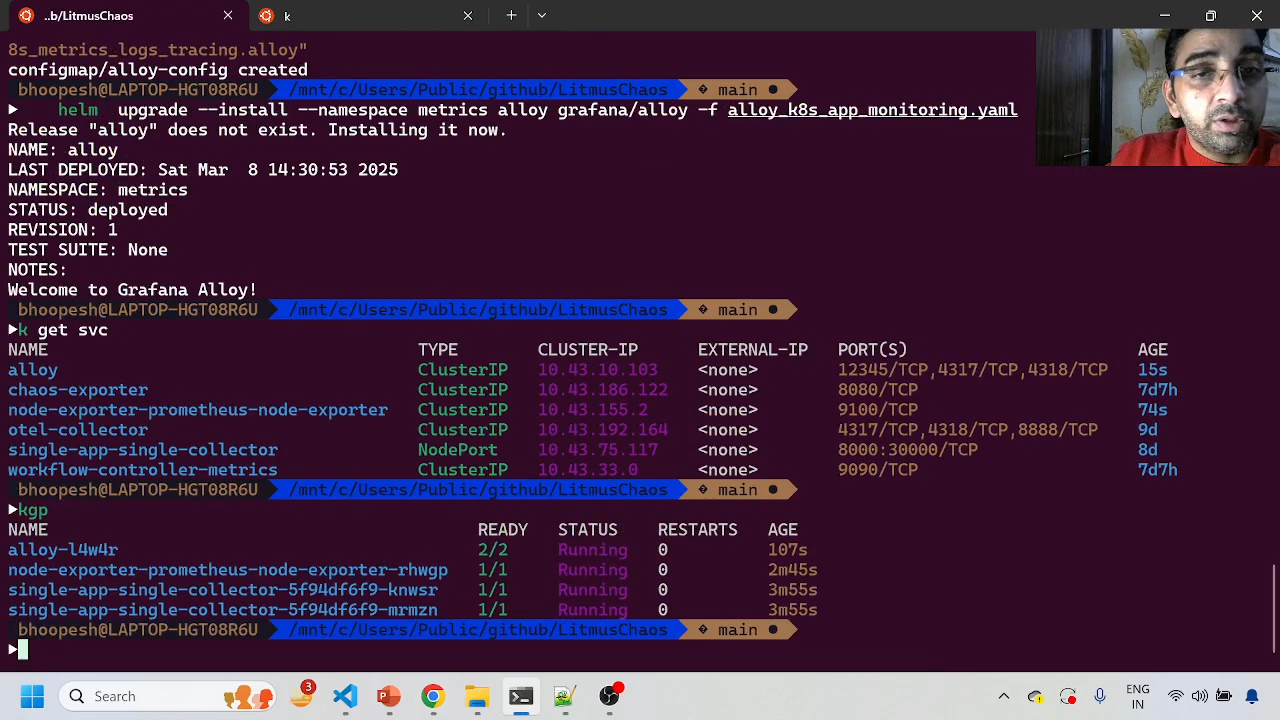 ..b/LitmusChaos
k
8s_metrics_logs_tracing.alloy"
configmap/alloy-config created
bhoopesh@LAPTOP-HGT08R6U /mnt/c/Users/Public/github/LitmusChaos main
helm upgrade --install --namespace metrics alloy grafana/alloy -f alloy_k8s_app_monitoring.yaml
Release "alloy" does not exist. Installing it now.
NAME: alloy
LAST DEPLOYED: Sat Mar 8 14:30:53 2025
NAMESPACE: metrics
STATUS: deployed
REVISION: 1
TEST SUITE: None
NOTES:
Welcome to Grafana Alloy!
bhoopesh@LAPTOP-HGT08R6U /mnt/c/Users/Public/github/LitmusChaos main
k get svc
NAME TYPE CLUSTER-IP EXTERNAL-IP PORT(S) AGE
alloy ClusterIP 10.43.10.103 <none> 12345/TCP,4317/TCP,4318/TCP 15s
chaos-exporter ClusterIP 10.43.186.122 <none> 8080/TCP 7d7h
node-exporter-prometheus-node-exporter ClusterIP 10.43.155.2 <none> 9100/TCP 74s
otel-collector ClusterIP 10.43.192.164 <none> 4317/TCP,4318/TCP,8888/TCP 9d
single-app-single-collector NodePort 10.43.75.117 <none> 8000:30000/TCP 8d
workflow-controller-metrics ClusterIP 10.43.33.0 <none> 9090/TCP 7d7h
bhoopesh@LAPTOP-HGT08R6U /mnt/c/Users/Public/github/LitmusChaos main
kgp
NAME READY STATUS RESTARTS AGE
alloy-l4w4r 2/2 Running 0 107s
node-exporter-prometheus-node-exporter-rhwgp 1/1 Running 0 2m45s
single-app-single-collector-5f94df6f9-knwsr 1/1 Running 0 3m55s
single-app-single-collector-5f94df6f9-mrmzn 1/1 Running 0 3m55s
bhoopesh@LAPTOP-HGT08R6U /mnt/c/Users/Public/github/LitmusChaos main
Search
3
ENG
IN